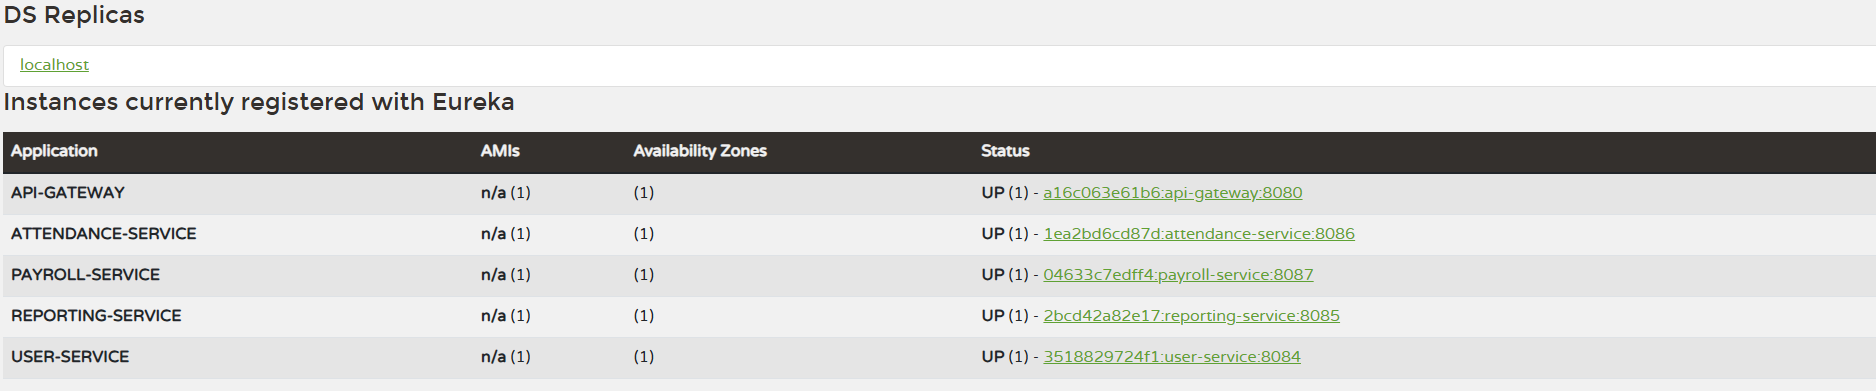 DS Replicas
localhost
Instances currently registered with Eureka
Application AMIs Availability Zones Status
API-GATEWAY n/a (1) (1) UP (1) - a16c063e61b6:api-gateway:8080
ATTENDANCE-SERVICE n/a (1) (1) UP (1) - 1ea2bd6cd87d:attendance-service:8086
PAYROLL-SERVICE n/a (1) (1) UP (1) - 04633c7edff4:payroll-service:8087
REPORTING-SERVICE n/a (1) (1) UP (1) - 2bcd42a82e17:reporting-service:8085
USER-SERVICE n/a (1) (1) UP (1) - 3518829724f1:user-service:8084